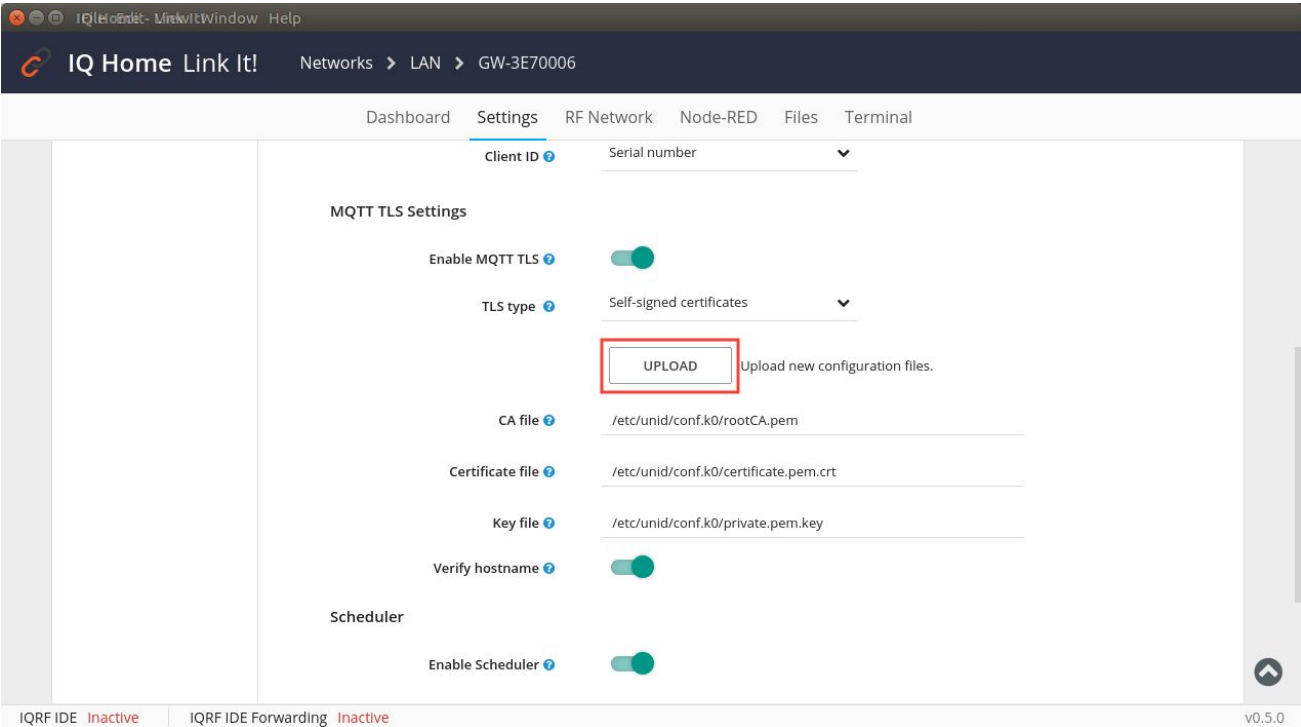 Window Help
IQ Home Link It! Networks > LAN > GW-3E70006
Dashboard Settings RF Network Node-RED Files Terminal
Client ID Serial number
MQTT TLS Settings
Enable MQTT TLS
TLS type Self-signed certificates
UPLOAD Upload new configuration files.
CA file /etc/unid/conf.k0/rootCA.pem
Certificate file /etc/unid/conf.k0/certificate.pem.crt
Key file /etc/unid/conf.k0/private.pem.key
Verify hostname
Scheduler
Enable Scheduler
IQRF IDE Inactive IQRF IDE Forwarding Inactive v0.5.0